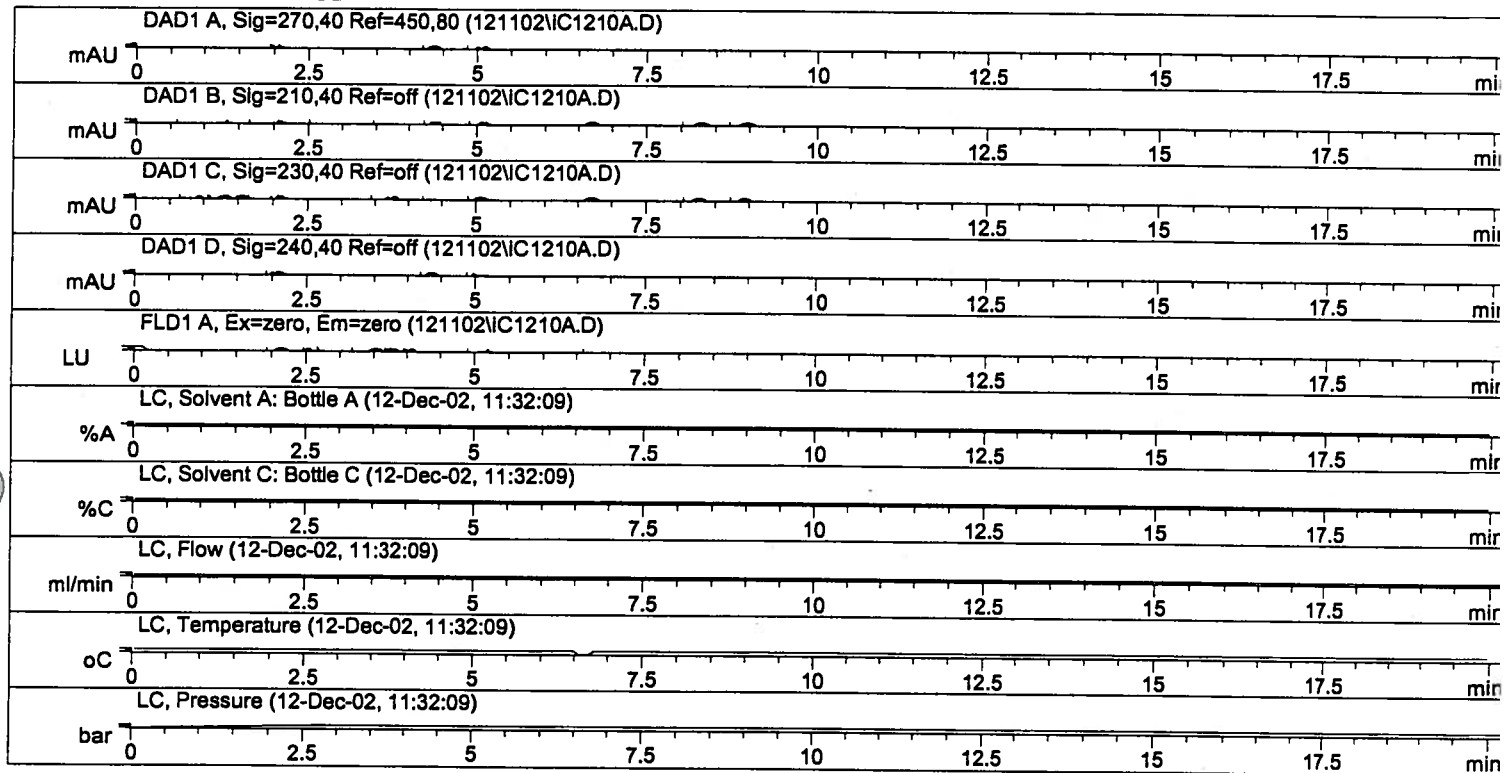 DAD1 A, Sig=270,40 Ref=450,80 (121102\IC1210A.D)
mAU
0 2.5 5 7.5 10 12.5 15 17.5 min
DAD1 B, Sig=210,40 Ref=off (121102\IC1210A.D)
mAU
0 2.5 5 7.5 10 12.5 15 17.5 min
DAD1 C, Sig=230,40 Ref=off (121102\IC1210A.D)
mAU
0 2.5 5 7.5 10 12.5 15 17.5 min
DAD1 D, Sig=240,40 Ref=off (121102\IC1210A.D)
mAU
0 2.5 5 7.5 10 12.5 15 17.5 min
FLD1 A, Ex=zero, Em=zero (121102\IC1210A.D)
LU
0 2.5 5 7.5 10 12.5 15 17.5 min
LC, Solvent A: Bottle A (12-Dec-02, 11:32:09)
%A
0 2.5 5 7.5 10 12.5 15 17.5 min
LC, Solvent C: Bottle C (12-Dec-02, 11:32:09)
%C
0 2.5 5 7.5 10 12.5 15 17.5 min
LC, Flow (12-Dec-02, 11:32:09)
ml/min
0 2.5 5 7.5 10 12.5 15 17.5 min
LC, Temperature (12-Dec-02, 11:32:09)
oC
0 2.5 5 7.5 10 12.5 15 17.5 min
LC, Pressure (12-Dec-02, 11:32:09)
bar
0 2.5 5 7.5 10 12.5 15 17.5 min